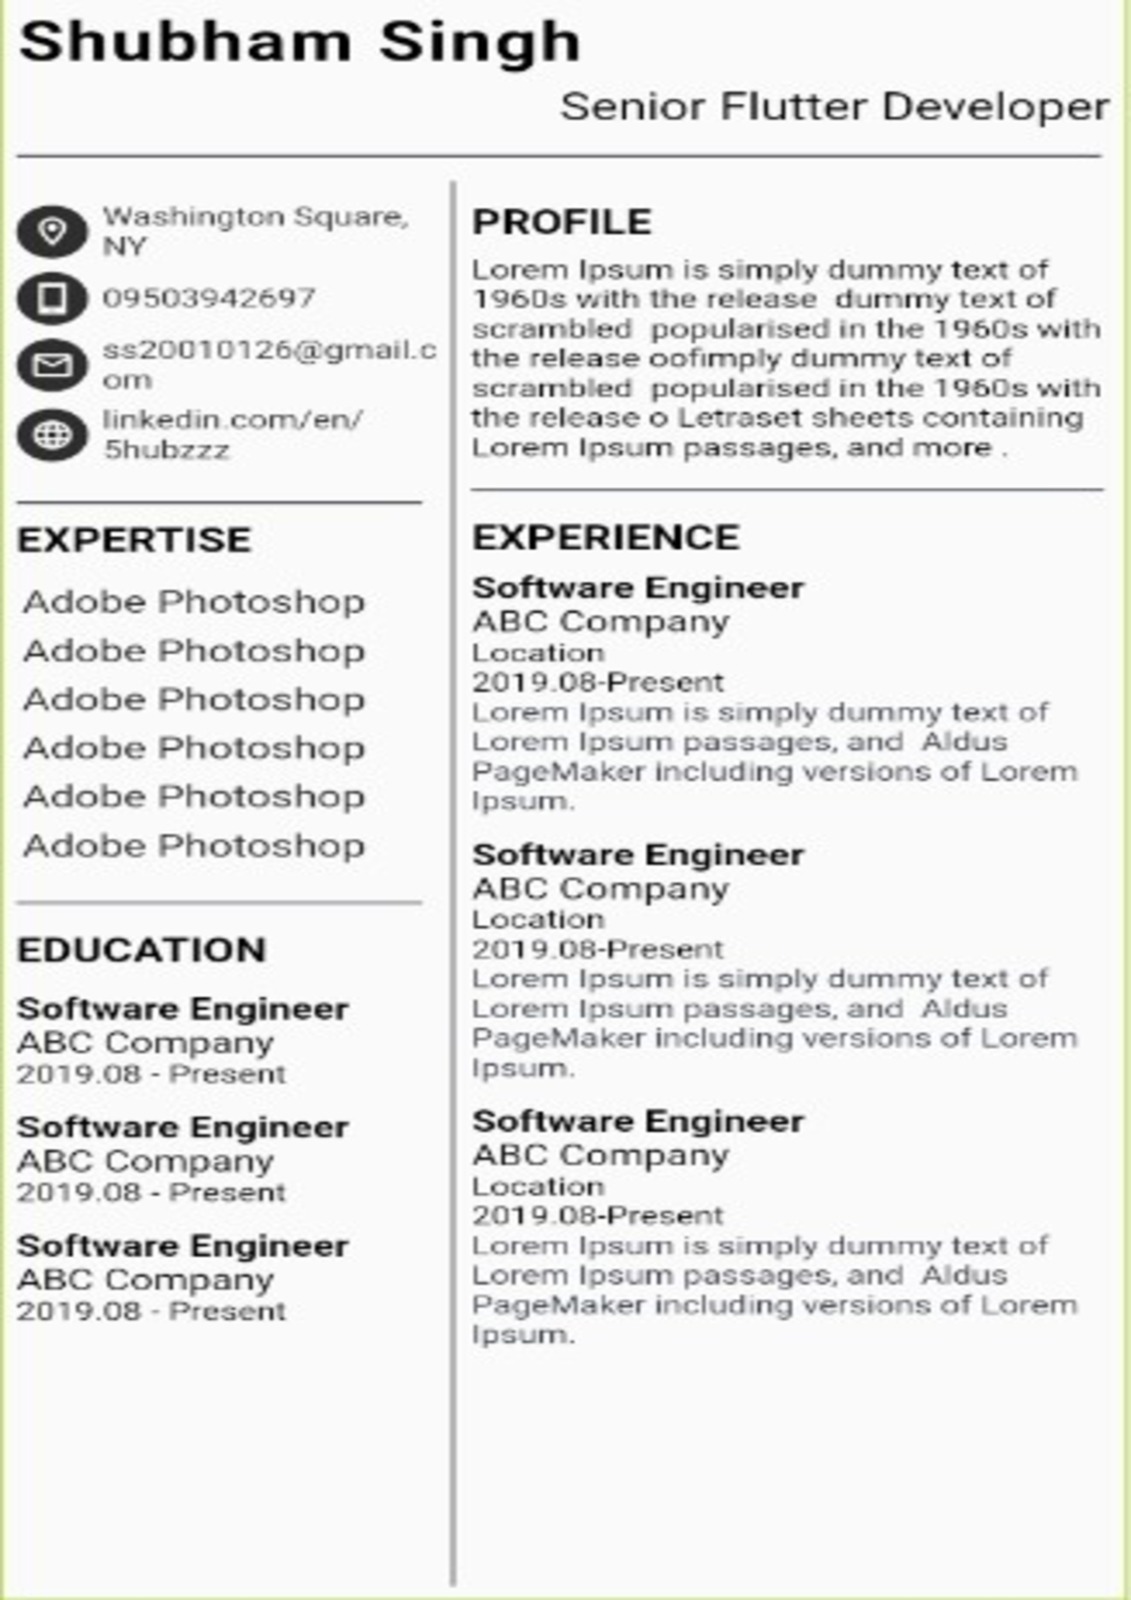 Shubham Singh
Senior Flutter Developer
Washington Square,
NY
09503942697
ss20010126@gmail.c
om
linkedin.com/en/
5hubzzz
EXPERTISE
Adobe Photoshop
Adobe Photoshop
Adobe Photoshop
Adobe Photoshop
Adobe Photoshop
Adobe Photoshop
EDUCATION
Software Engineer
ABC Company
2019.08 - Present
Software Engineer
ABC Company
2019.08 - Present
Software Engineer
ABC Company
2019.08 - Present
PROFILE
Lorem Ipsum is simply dummy text of
1960s with the release  dummy text of
scrambled  popularised in the 1960s with
the release oofimply dummy text of
scrambled  popularised in the 1960s with
the release o Letraset sheets containing
Lorem Ipsum passages, and more .
EXPERIENCE
Software Engineer
ABC Company
Location
2019.08-Present
Lorem Ipsum is simply dummy text of
Lorem Ipsum passages, and  Aldus
PageMaker including versions of Lorem
Ipsum.
Software Engineer
ABC Company
Location
2019.08-Present
Lorem Ipsum is simply dummy text of
Lorem Ipsum passages, and  Aldus
PageMaker including versions of Lorem
Ipsum.
Software Engineer
ABC Company
Location
2019.08-Present
Lorem Ipsum is simply dummy text of
Lorem Ipsum passages, and  Aldus
PageMaker including versions of Lorem
Ipsum.